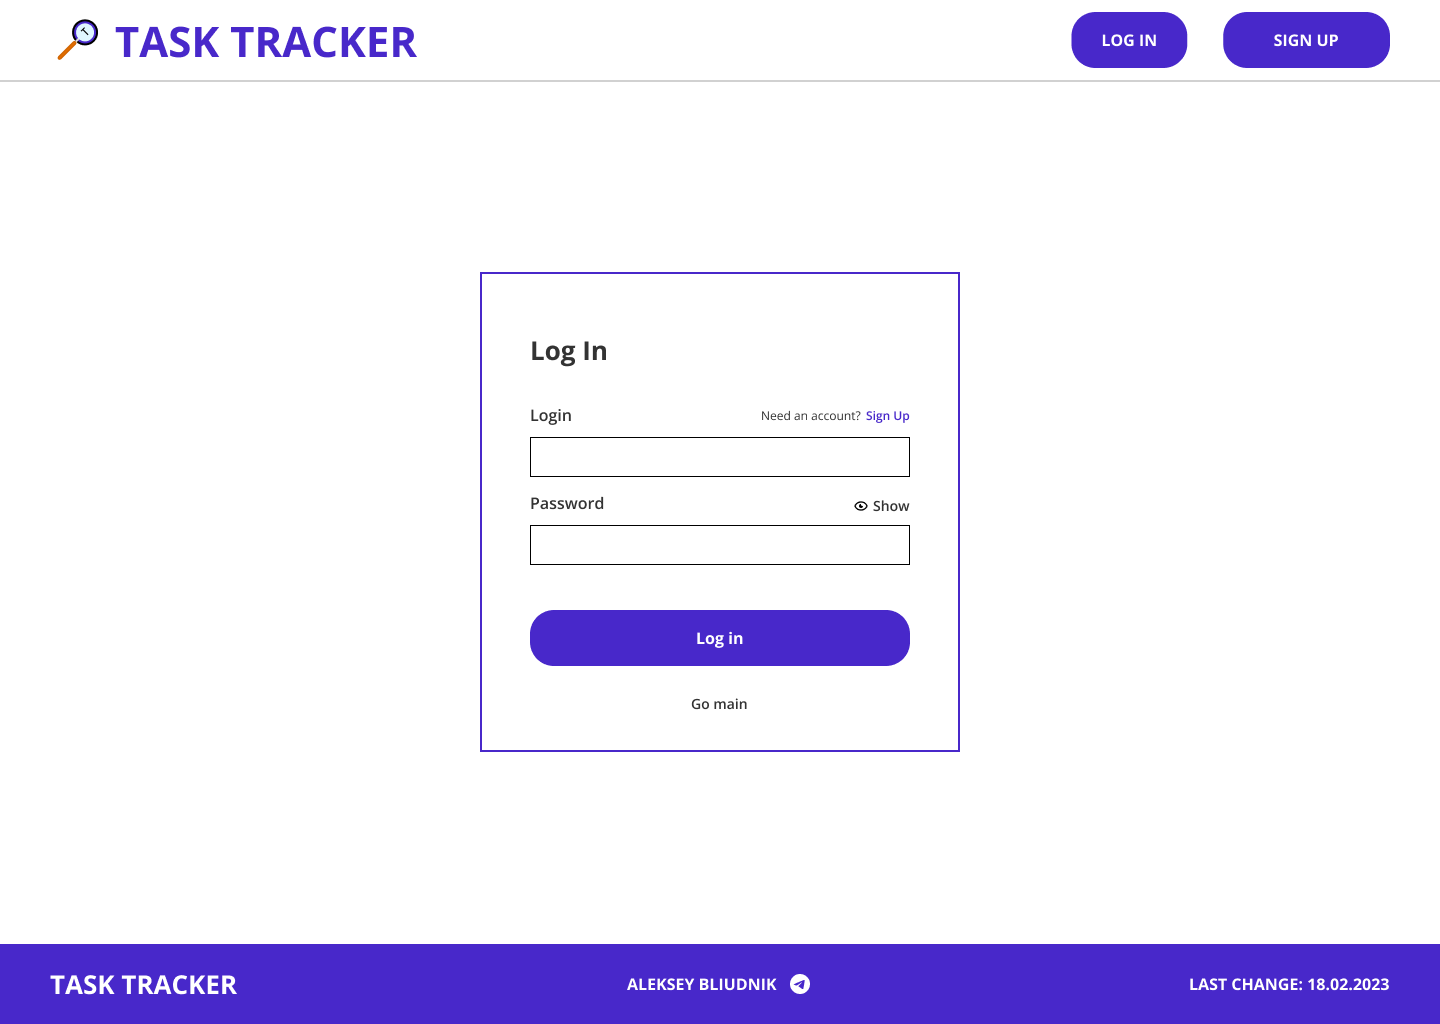 TASK TRACKER
LOG IN
SIGN UP
Log In
Login
Need an account? Sign Up
Password
Show
Log in
Go main
TASK TRACKER
ALEKSEY BLIUDNIK
LAST CHANGE: 18.02.2023